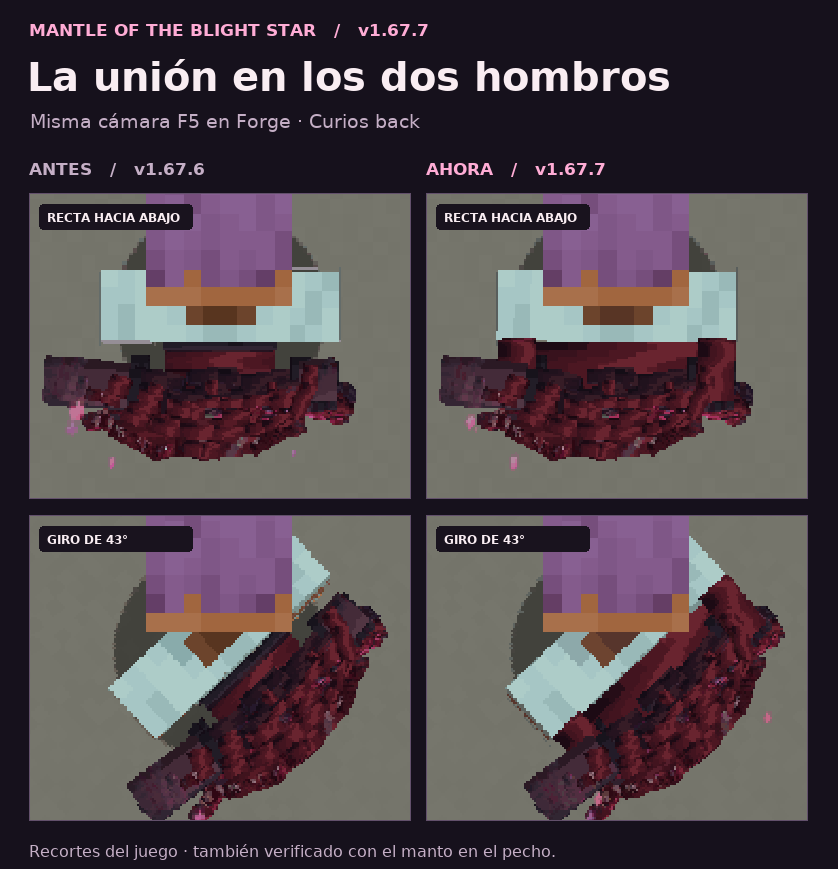 MANTLE OF THE BLIGHT STAR / v1.67.7
La unión en los dos hombros
Misma cámara F5 en Forge · Curios back
ANTES / v1.67.6
AHORA / v1.67.7
RECTA HACIA ABAJO
RECTA HACIA ABAJO
GIRO DE 43°
GIRO DE 43°
Recortes del juego · también verificado con el manto en el pecho.